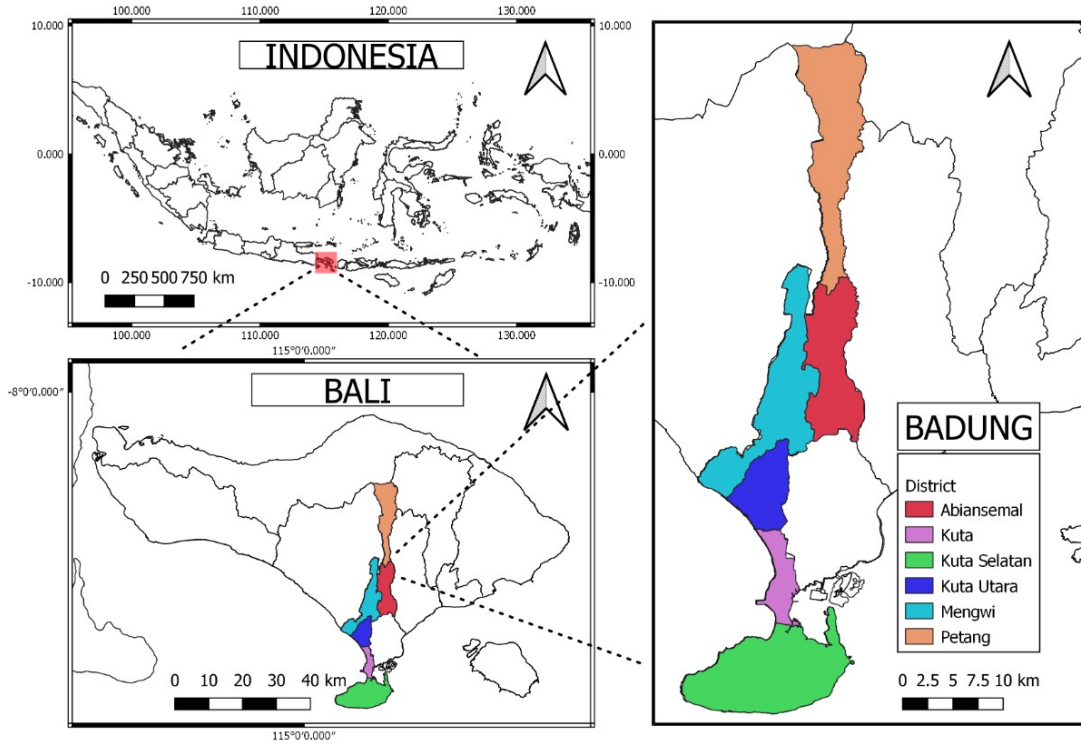 10.000
110.000
120.000
130.000
10.000
INDONESIA
0.000
0.000
-10.000
-10.000
0 250 500 750 km
100.000
110.000
120.000
130.000
115°0'0.000"
-8°0'0.000"
BALI
0 10 20 30 40 km
115°0'0.000"
BADUNG
District
Abiansemal
Kuta
Kuta Selatan
Kuta Utara
Mengwi
Petang
0 2.5 5 7.5 10 km